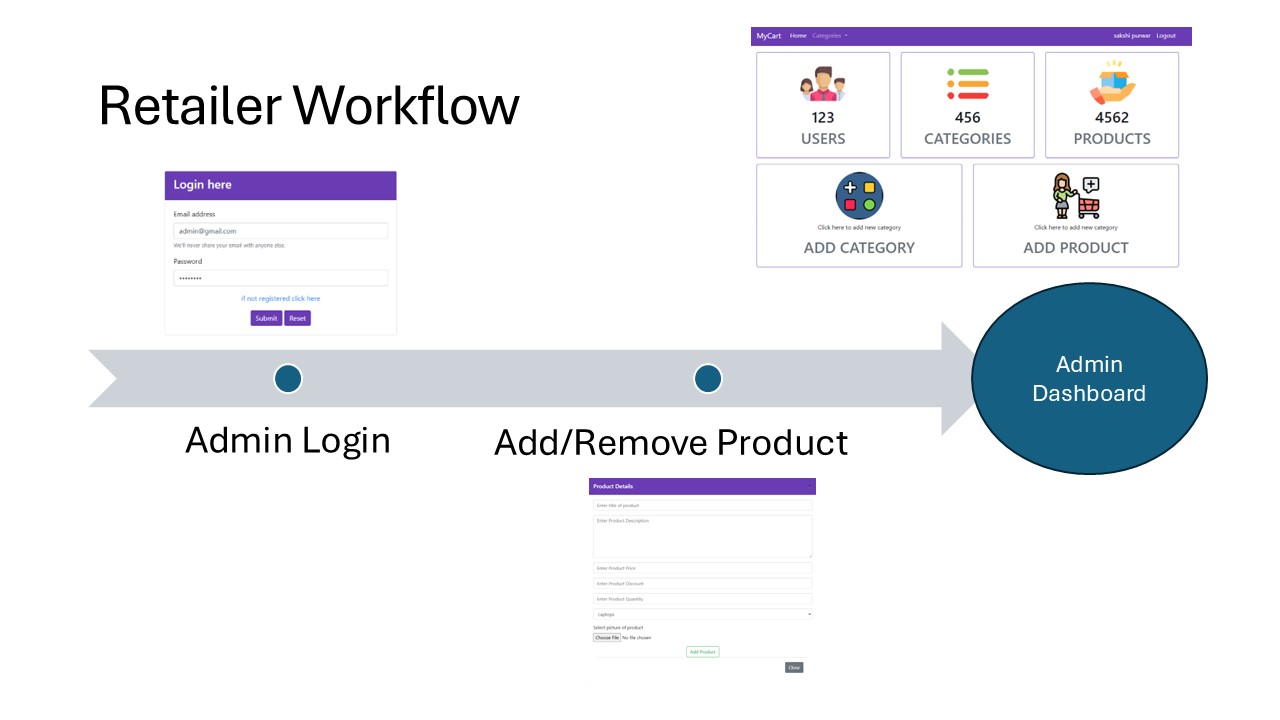 MyCart Home Categories sakshi purwar Logout
Retailer Workflow
123
USERS
456
CATEGORIES
4562
PRODUCTS
Click here to add new category
ADD CATEGORY
Click here to add new category
ADD PRODUCT
Login here
Email address
admin@gmail.com
We'll never share your email with anyone else.
Password
••••••••
if not registered click here
Submit Reset
Admin
Dashboard
Admin Login
Add/Remove Product
Product Details
Enter title of product
Enter Product Description
Enter Product Price
Enter Product Discount
Enter Product Quantity
Laptops
Select picture of product
Choose File No file chosen
Add Product
Close